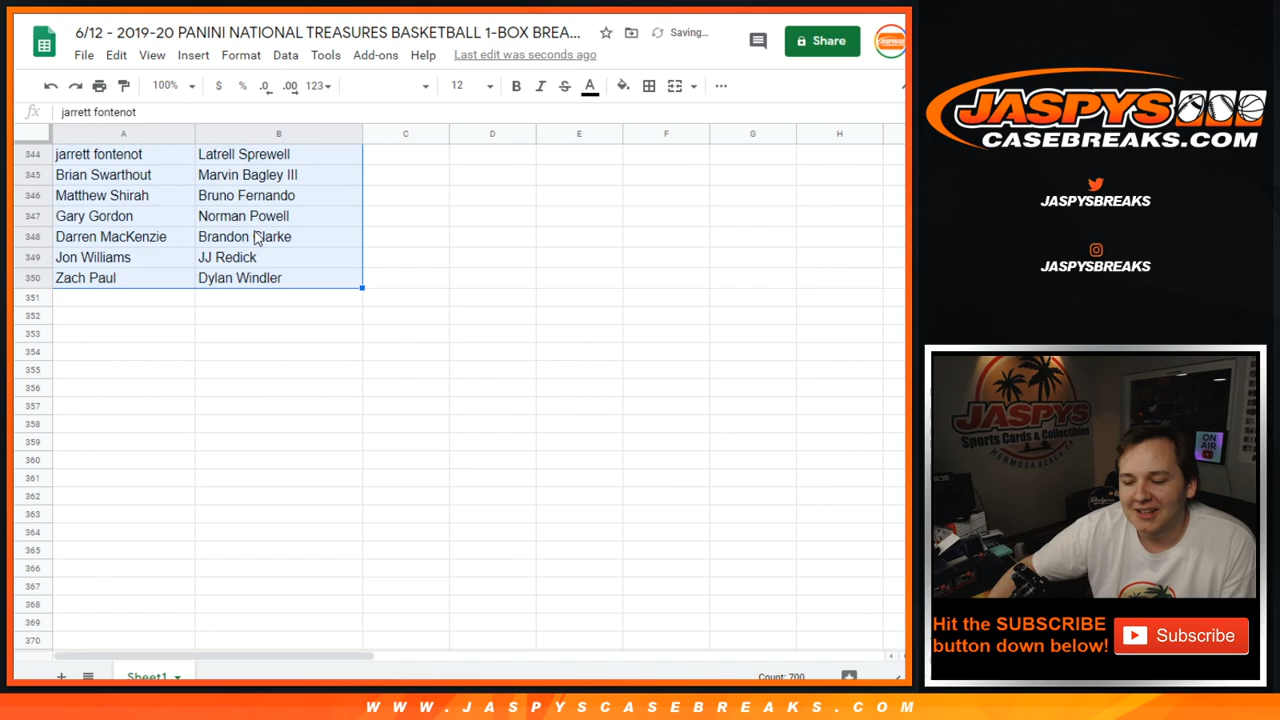 6/12 - 2019-20 PANINI NATIONAL TREASURES BASKETBALL 1-BOX BREA...
Saving...
Share
File Edit View Insert Format Data Tools Add-ons Help Last edit was seconds ago
100% $ % .0 .00 123 12 B I S A ...
fx jarrett fontenot
A B C D E F G H
344 jarrett fontenot Latrell Sprewell
345 Brian Swarthout Marvin Bagley III
346 Matthew Shirah Bruno Fernando
347 Gary Gordon Norman Powell
348 Darren MacKenzie Brandon Clarke
349 Jon Williams JJ Redick
350 Zach Paul Dylan Windler
351
352
353
354
355
356
357
358
359
360
361
362
363
364
365
366
367
368
369
370
Sheet1
Count: 700
JASPYS
CASEBREAKS.COM
JASPYSBREAKS
JASPYSBREAKS
JASPYS
Sports Cards & Collectibles
HERMOSA BEACH, CA
ON
AIR
Hit the SUBSCRIBE
button down below!
Subscribe
WWW.JASPYSCASEBREAKS.COM